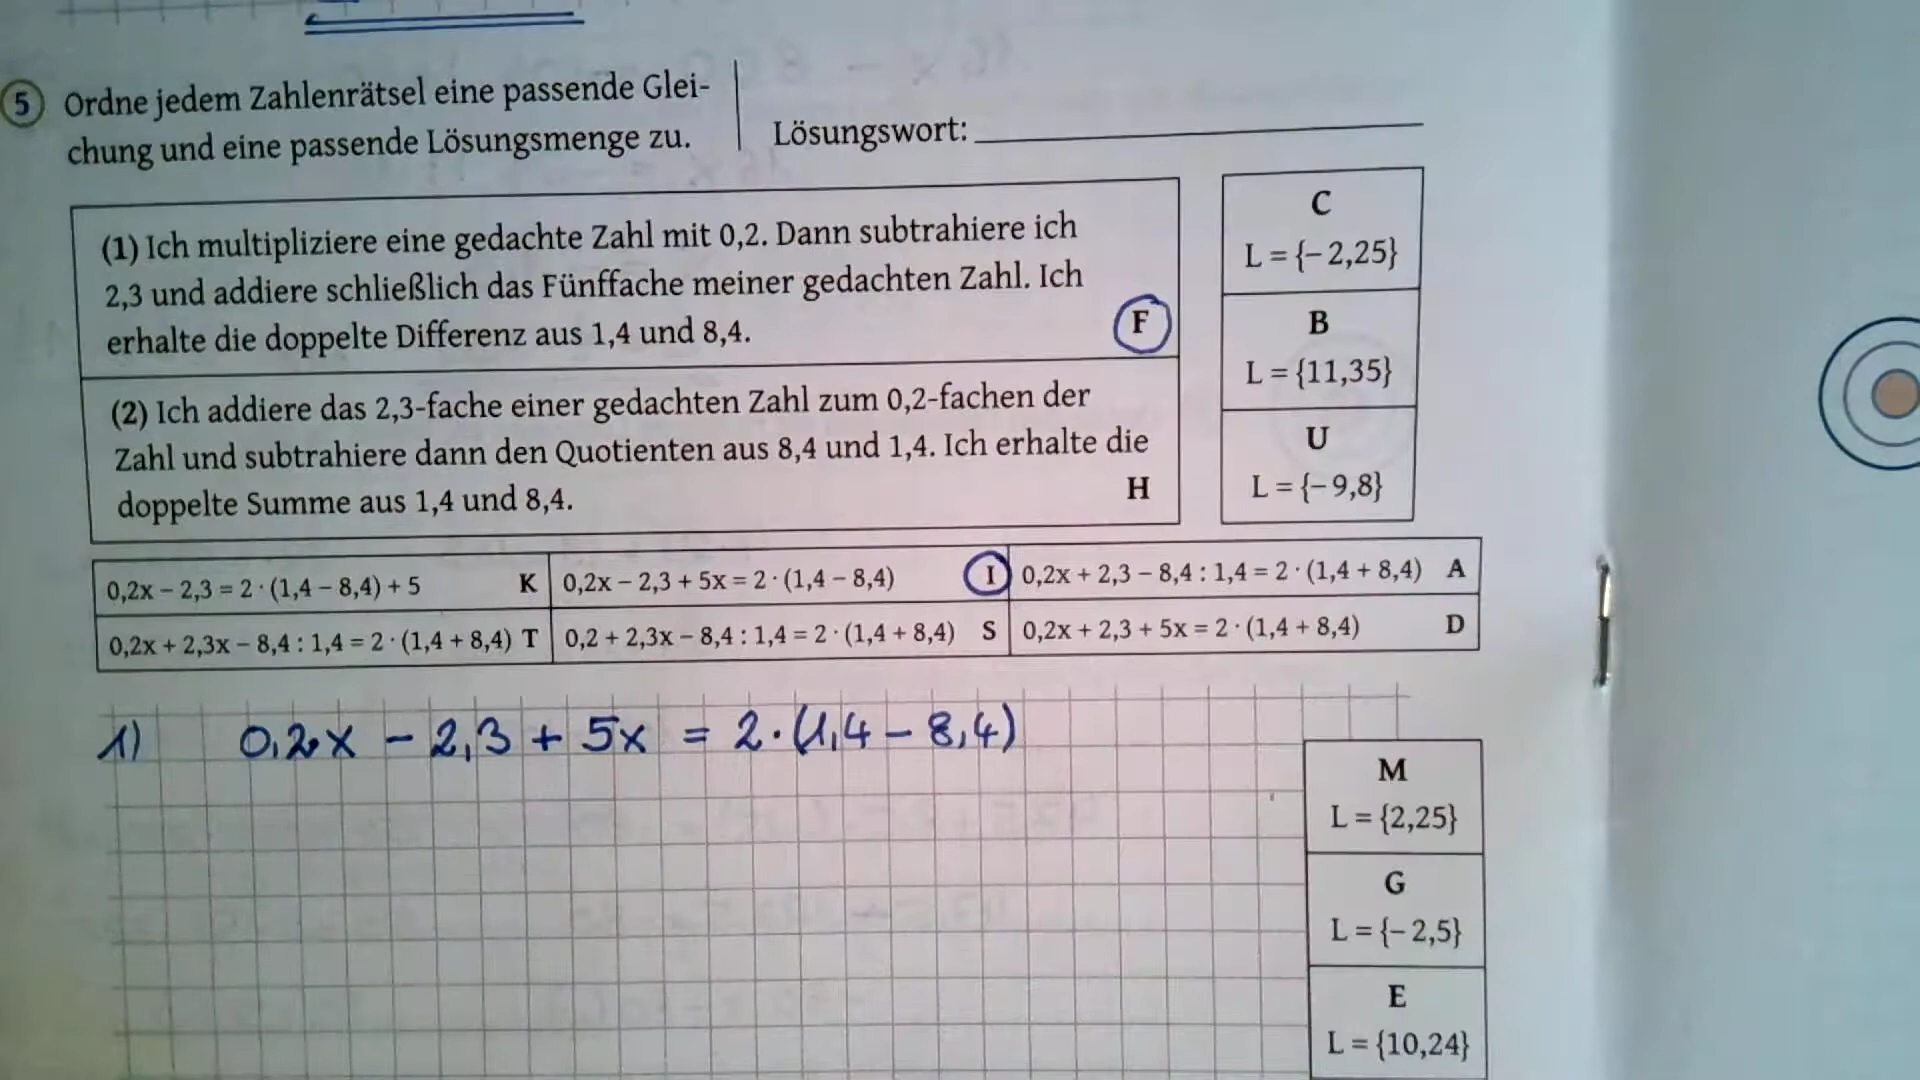 5 Ordne jedem Zahlenrätsel eine passende Glei-
chung und eine passende Lösungsmenge zu.
Lösungswort:
(1) Ich multipliziere eine gedachte Zahl mit 0,2. Dann subtrahiere ich
2,3 und addiere schließlich das Fünffache meiner gedachten Zahl. Ich
erhalte die doppelte Differenz aus 1,4 und 8,4. F
(2) Ich addiere das 2,3-fache einer gedachten Zahl zum 0,2-fachen der
Zahl und subtrahiere dann den Quotienten aus 8,4 und 1,4. Ich erhalte die
doppelte Summe aus 1,4 und 8,4. H
C
L = {– 2,25}
B
L = {11,35}
U
L = {– 9,8}
0,2x – 2,3 = 2 · (1,4 – 8,4) + 5 K
0,2x – 2,3 + 5x = 2 · (1,4 – 8,4) I
0,2x + 2,3 – 8,4 : 1,4 = 2 · (1,4 + 8,4) A
0,2x + 2,3x – 8,4 : 1,4 = 2 · (1,4 + 8,4) T
0,2 + 2,3x – 8,4 : 1,4 = 2 · (1,4 + 8,4) S
0,2x + 2,3 + 5x = 2 · (1,4 + 8,4) D
1) 0,2x – 2,3 + 5x = 2 · (1,4 – 8,4)
M
L = {2,25}
G
L = {– 2,5}
E
L = {10,24}